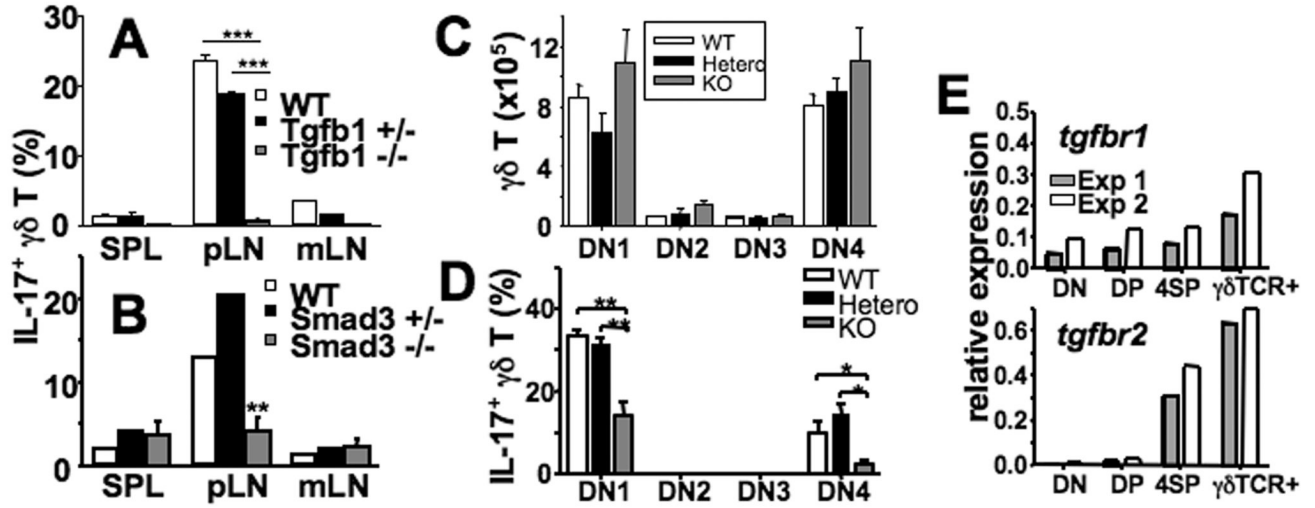 A
IL-17+ γδ T (%)
30
20
10
0
***
***
WT
Tgfb1 +/-
Tgfb1 -/-
SPL pLN mLN
B
20
10
0
WT
Smad3 +/-
Smad3 -/-
**
SPL pLN mLN
C
γδ T (x10⁵)
12
8
4
0
WT
Hetero
KO
DN1 DN2 DN3 DN4
D
IL-17+ γδ T (%)
40
20
0
WT
Hetero
KO
**
**
*
*
DN1 DN2 DN3 DN4
E
relative expression
0.5
0.4
0.3
0.2
0.1
0.0
tgfbr1
Exp 1
Exp 2
DN DP 4SP γδTCR+
0.6
0.4
0.2
0.0
tgfbr2
DN DP 4SP γδTCR+